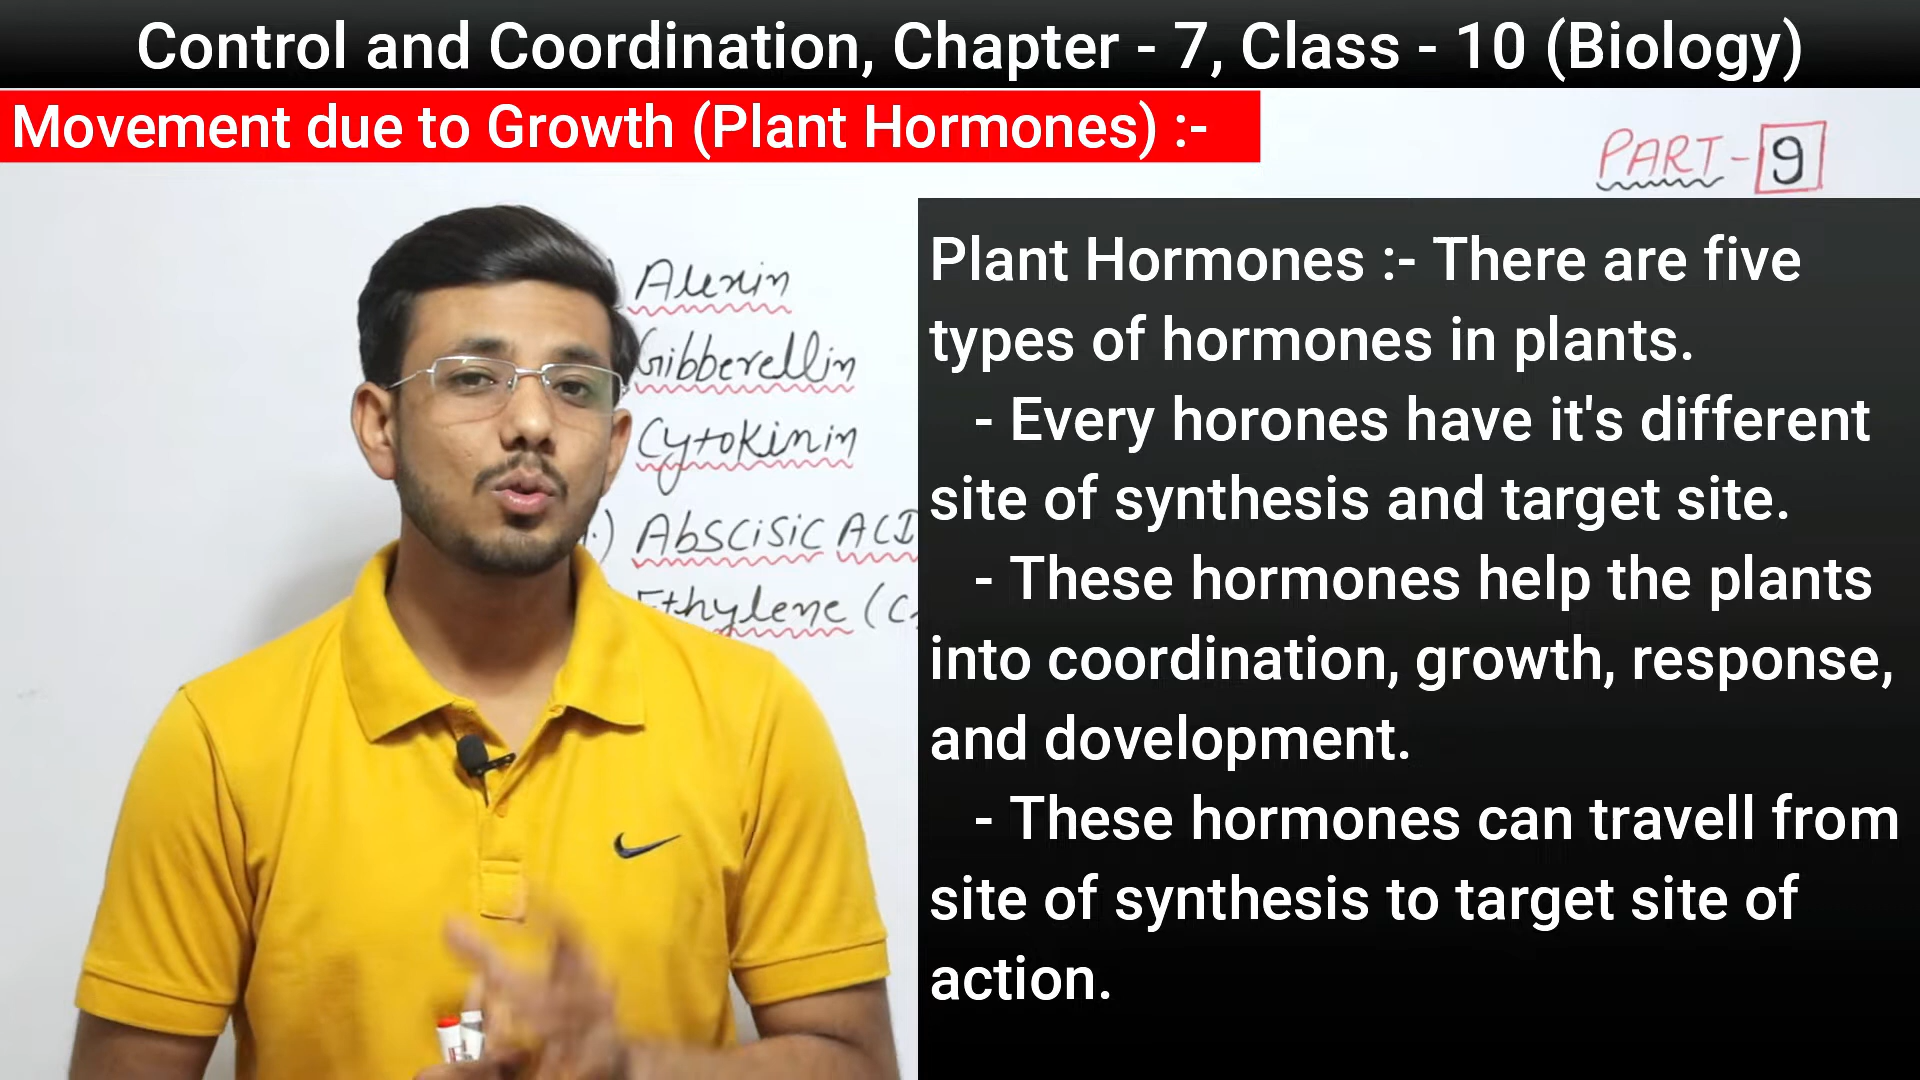 Control and Coordination, Chapter - 7, Class - 10 (Biology)
Movement due to Growth (Plant Hormones) :-
PART-9
Auxin
Gibberellin
Cytokinin
Abscisic ACI
Ethylene (C
Plant Hormones :- There are five
types of hormones in plants.
- Every horones have it's different
site of synthesis and target site.
- These hormones help the plants
into coordination, growth, response,
and dovelopment.
- These hormones can travell from
site of synthesis to target site of
action.